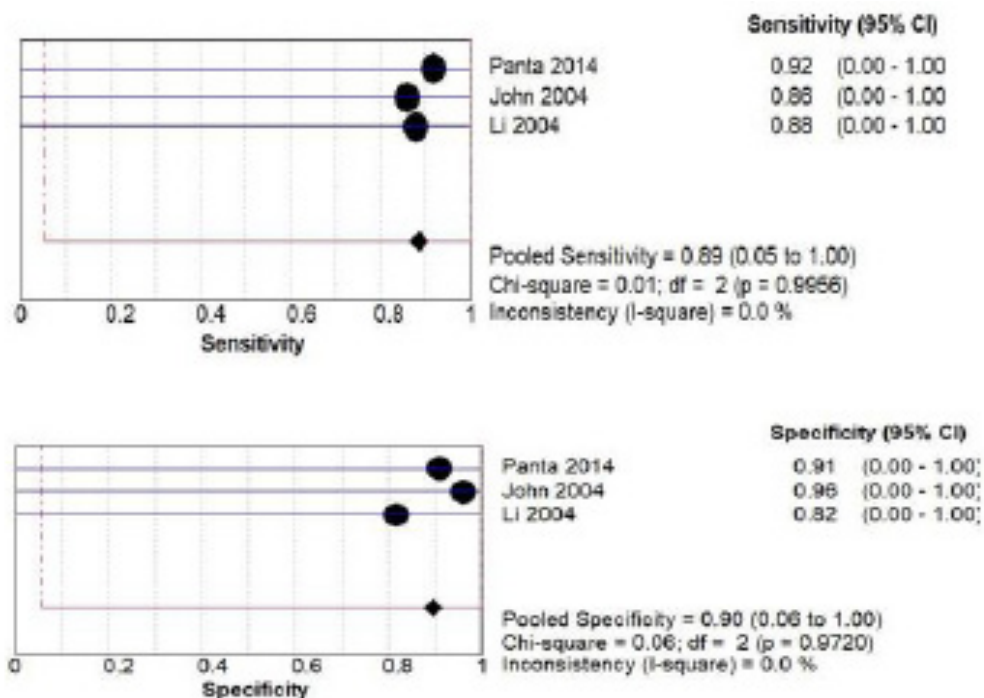 Sensitivity (95% CI)
Panta 2014 0.92 (0.00 - 1.00
John 2004 0.86 (0.00 - 1.00
Li 2004 0.88 (0.00 - 1.00
Pooled Sensitivity = 0.89 (0.05 to 1.00)
Chi-square = 0.01; df = 2 (p = 0.9956)
Inconsistency (I-square) = 0.0 %
0 0.2 0.4 0.6 0.8 1
Sensitivity
Specificity (95% CI)
Panta 2014 0.91 (0.00 - 1.00)
John 2004 0.96 (0.00 - 1.00)
Li 2004 0.82 (0.00 - 1.00)
Pooled Specificity = 0.90 (0.06 to 1.00)
Chi-square = 0.06; df = 2 (p = 0.9720)
Inconsistency (I-square) = 0.0 %
0 0.2 0.4 0.6 0.8 1
Specificity